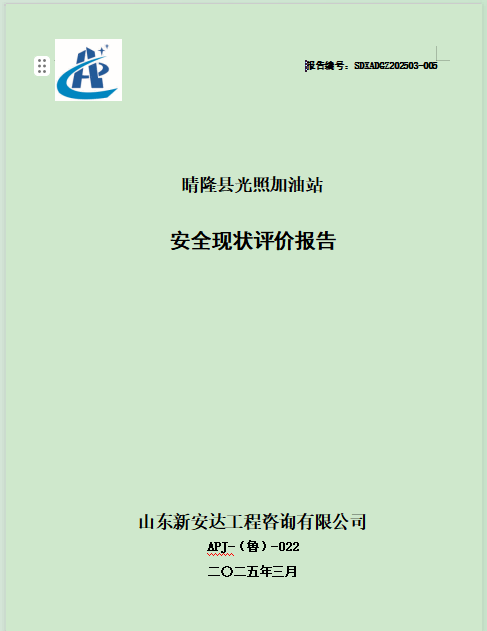 报告编号：SDXADGZ202503-005
晴隆县光照加油站
安全现状评价报告
山东新安达工程咨询有限公司
APJ-（鲁）-022
二〇二五年三月